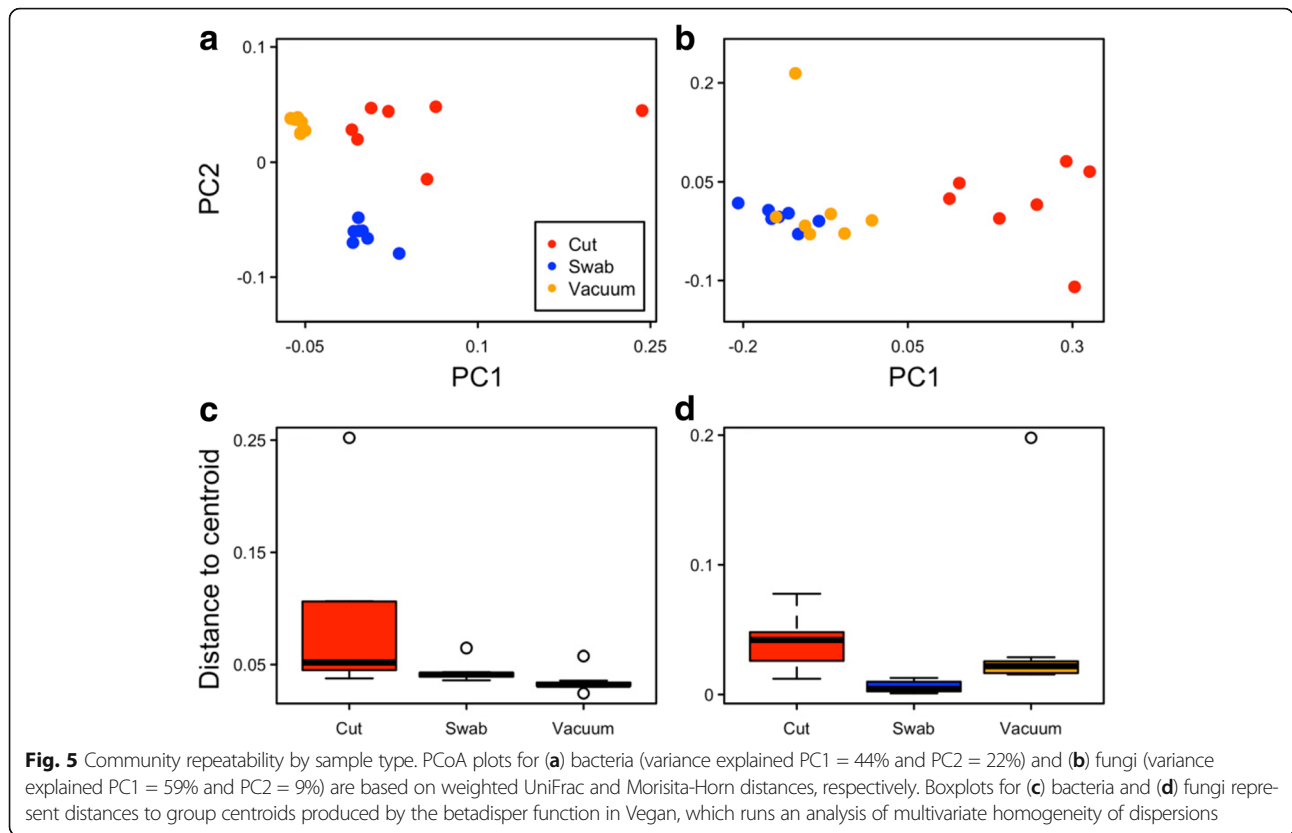 a
b
0.1
0
-0.1
PC2
-0.05
0.1
0.25
PC1
Cut
Swab
Vacuum
0.2
0.05
-0.1
-0.2
0.05
0.3
PC1
c
d
0.25
0.15
0.05
Distance to centroid
Cut
Swab
Vacuum
0.2
0.1
0
Cut
Swab
Vacuum
Fig. 5 Community repeatability by sample type. PCoA plots for (a) bacteria (variance explained PC1 = 44% and PC2 = 22%) and (b) fungi (variance
explained PC1 = 59% and PC2 = 9%) are based on weighted UniFrac and Morisita-Horn distances, respectively. Boxplots for (c) bacteria and (d) fungi repre-
sent distances to group centroids produced by the betadisper function in Vegan, which runs an analysis of multivariate homogeneity of dispersions